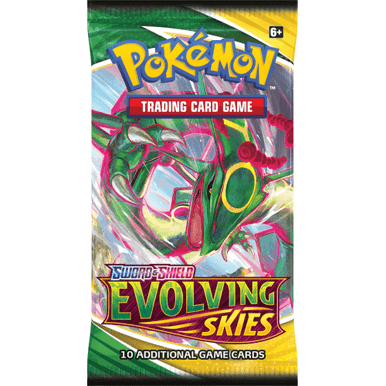 6+
POKÉMON
TRADING CARD GAME
SWORD & SHIELD
EVOLVING
SKIES
10 ADDITIONAL GAME CARDS